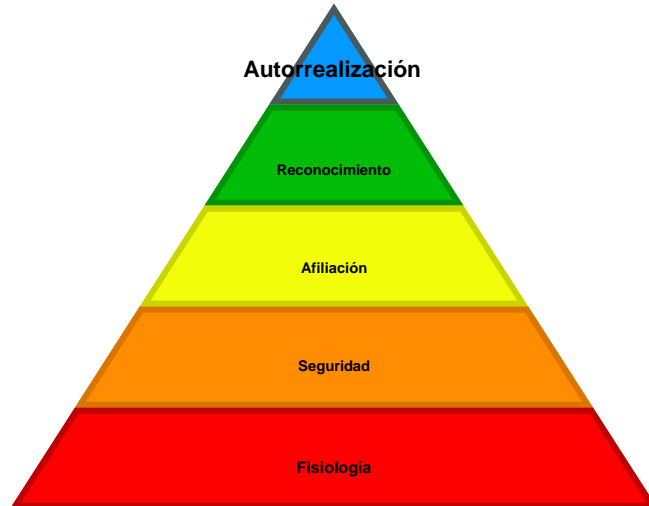 Autorrealización
Reconocimiento
Afiliación
Seguridad
Fisiología